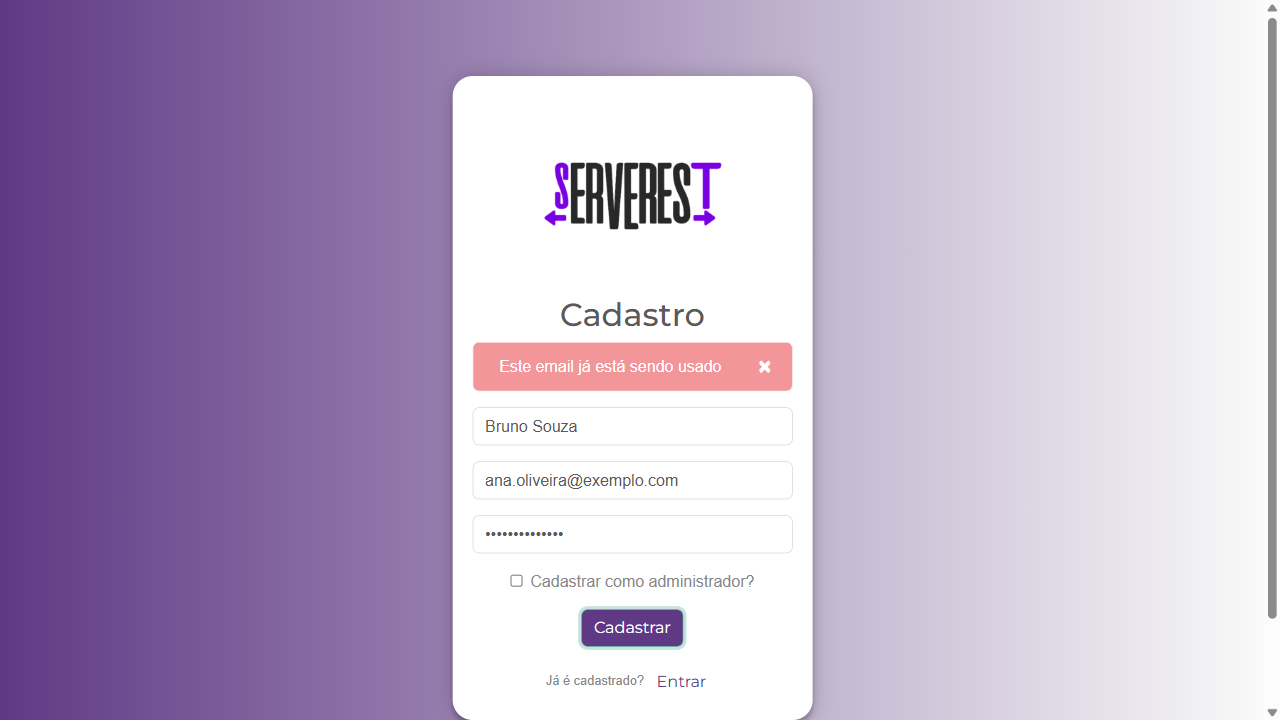 SERVEREST
Cadastro
Este email já está sendo usado
Bruno Souza
ana.oliveira@exemplo.com
••••••••••••••
Cadastrar como administrador?
Cadastrar
Já é cadastrado? Entrar